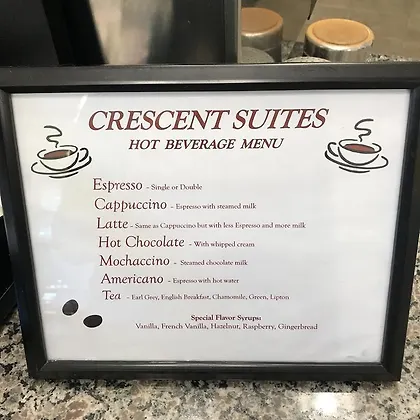 CRESCENT SUITES
HOT BEVERAGE MENU
Espresso - Single or Double
Cappuccino - Espresso with steamed milk
Latte - Same as Cappuccino but with less Espresso and more milk
Hot Chocolate - With whipped cream
Mochaccino - Steamed chocolate milk
Americano - Espresso with hot water
Tea - Earl Grey, English Breakfast, Chamomile, Green, Lipton
Special Flavor Syrups:
Vanilla, French Vanilla, Hazelnut, Raspberry, Gingerbread